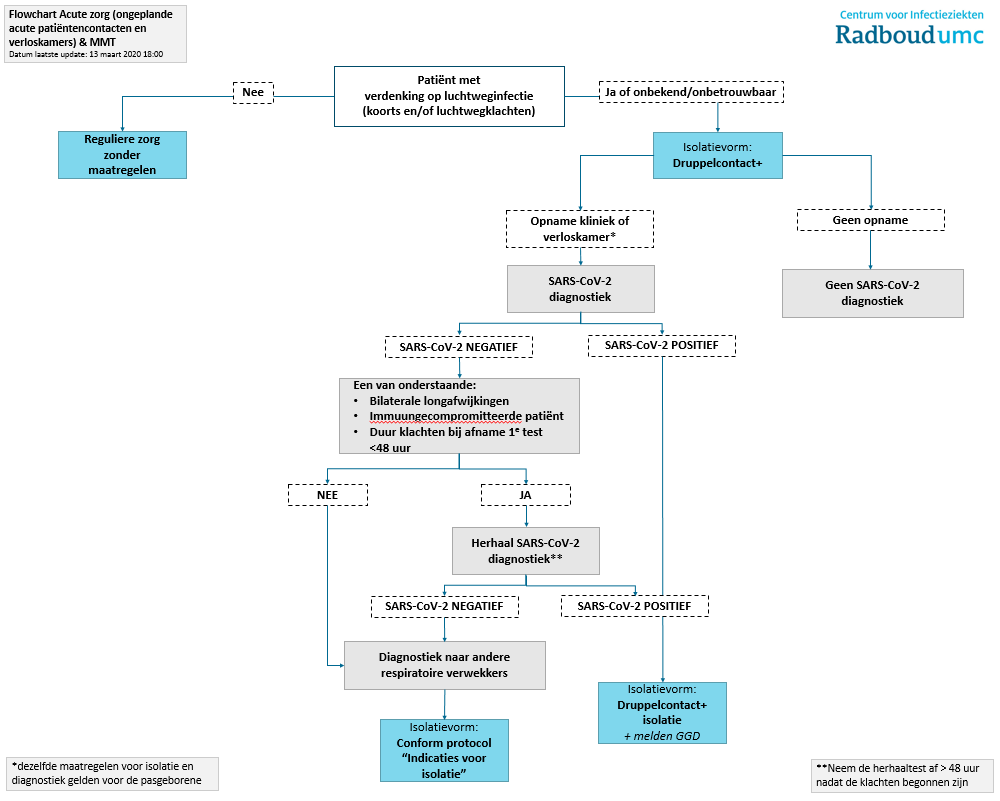 Flowchart Acute zorg (ongeplande
acute patiëntencontacten en
verloskamers) & MMT
Datum laatste update: 13 maart 2020 18:00
Centrum voor Infectieziekten
Radboudumc
Patiënt met
verdenking op luchtweginfectie
(koorts en/of luchtwegklachten)
Nee
Ja of onbekend/onbetrouwbaar
Reguliere zorg
zonder
maatregelen
Isolatievorm:
Druppelcontact+
Opname kliniek of
verloskamer*
Geen opname
SARS-CoV-2
diagnostiek
Geen SARS-CoV-2
diagnostiek
SARS-CoV-2 NEGATIEF
SARS-CoV-2 POSITIEF
Een van onderstaande:
• Bilaterale longafwijkingen
• Immuungecompromitteerde patiënt
• Duur klachten bij afname 1e test
<48 uur
NEE
JA
Herhaal SARS-CoV-2
diagnostiek**
SARS-CoV-2 NEGATIEF
SARS-CoV-2 POSITIEF
Diagnostiek naar andere
respiratoire verwekkers
Isolatievorm:
Druppelcontact+
isolatie
+ melden GGD
Isolatievorm:
Conform protocol
“Indicaties voor
isolatie”
*dezelfde maatregelen voor isolatie en
diagnostiek gelden voor de pasgeborene
**Neem de herhaaltest af > 48 uur
nadat de klachten begonnen zijn